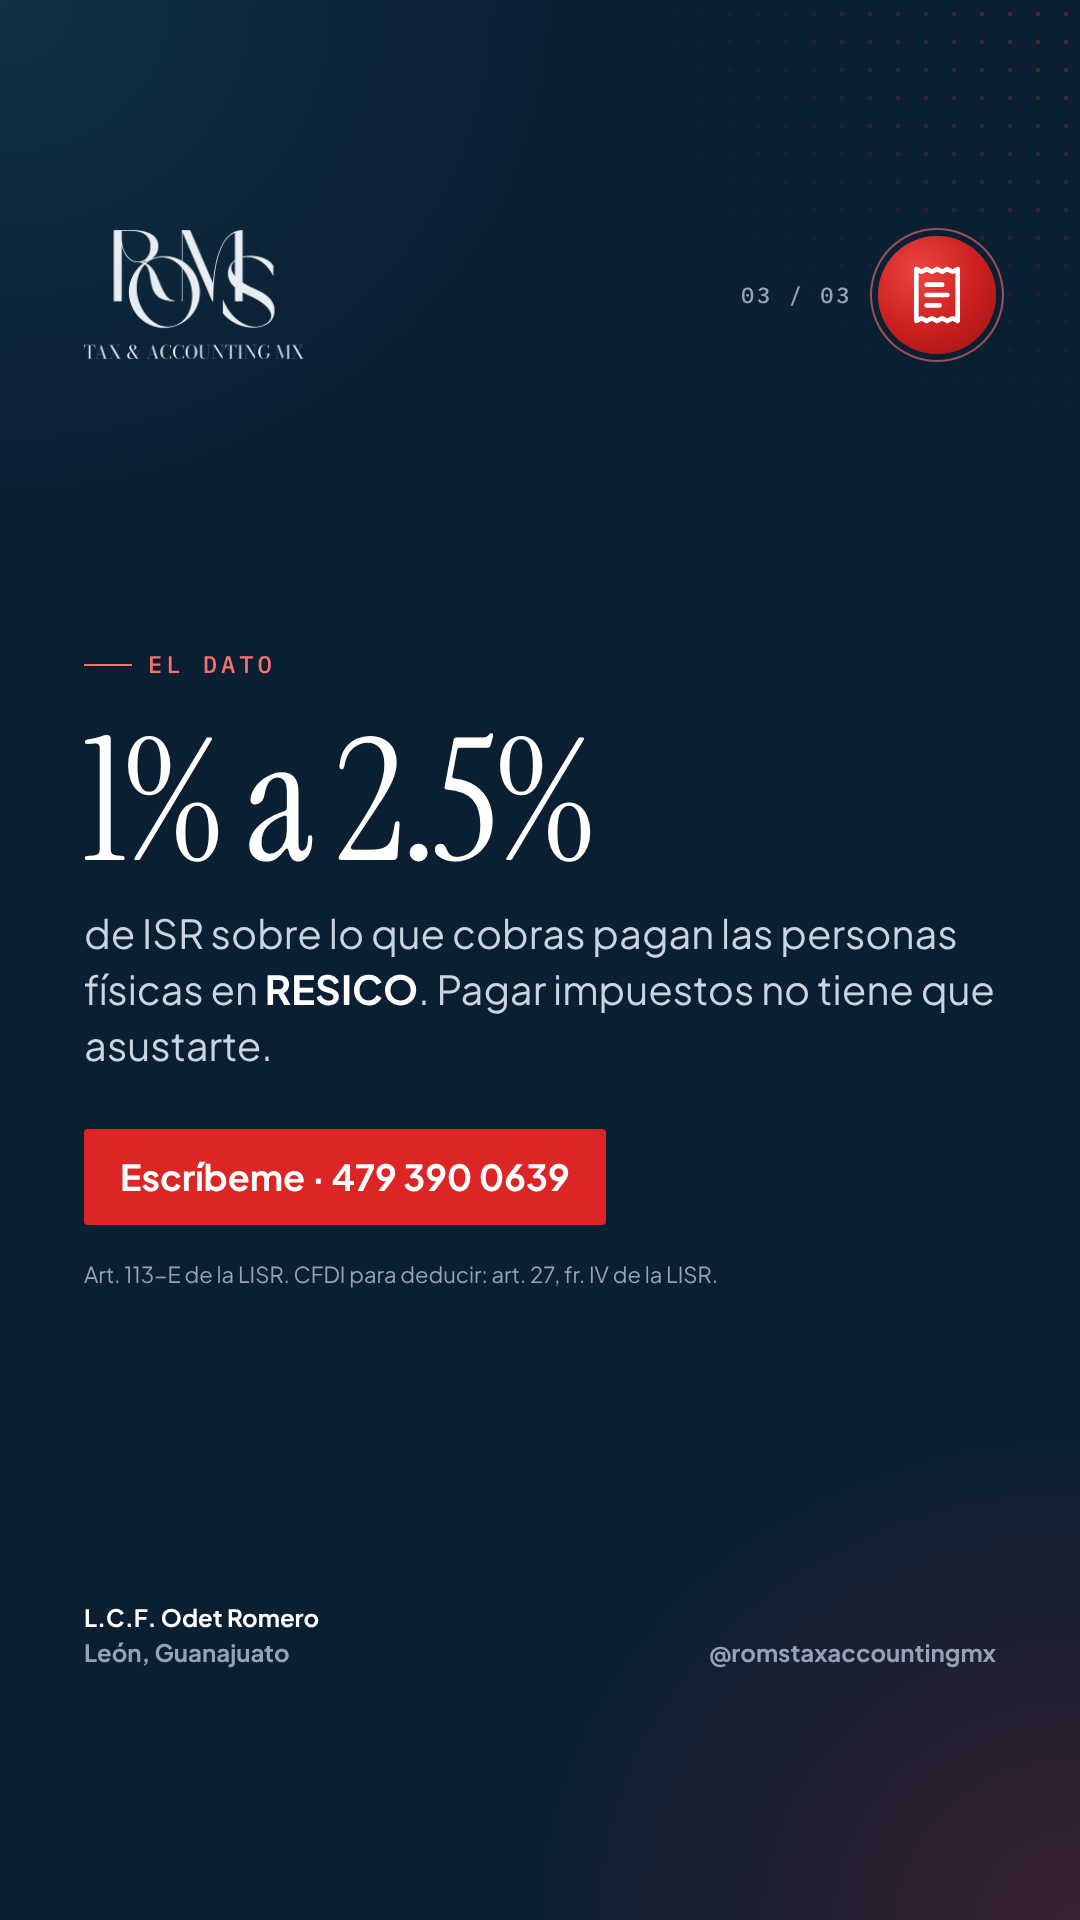 ROMS
TAX & ACCOUNTING MX
03 / 03
EL DATO
1% a 2.5%
de ISR sobre lo que cobras pagan las personas
físicas en RESICO. Pagar impuestos no tiene que
asustarte.
Escríbeme · 479 390 0639
Art. 113-E de la LISR. CFDI para deducir: art. 27, fr. IV de la LISR.
L.C.F. Odet Romero
León, Guanajuato
@romstaxaccountingmx